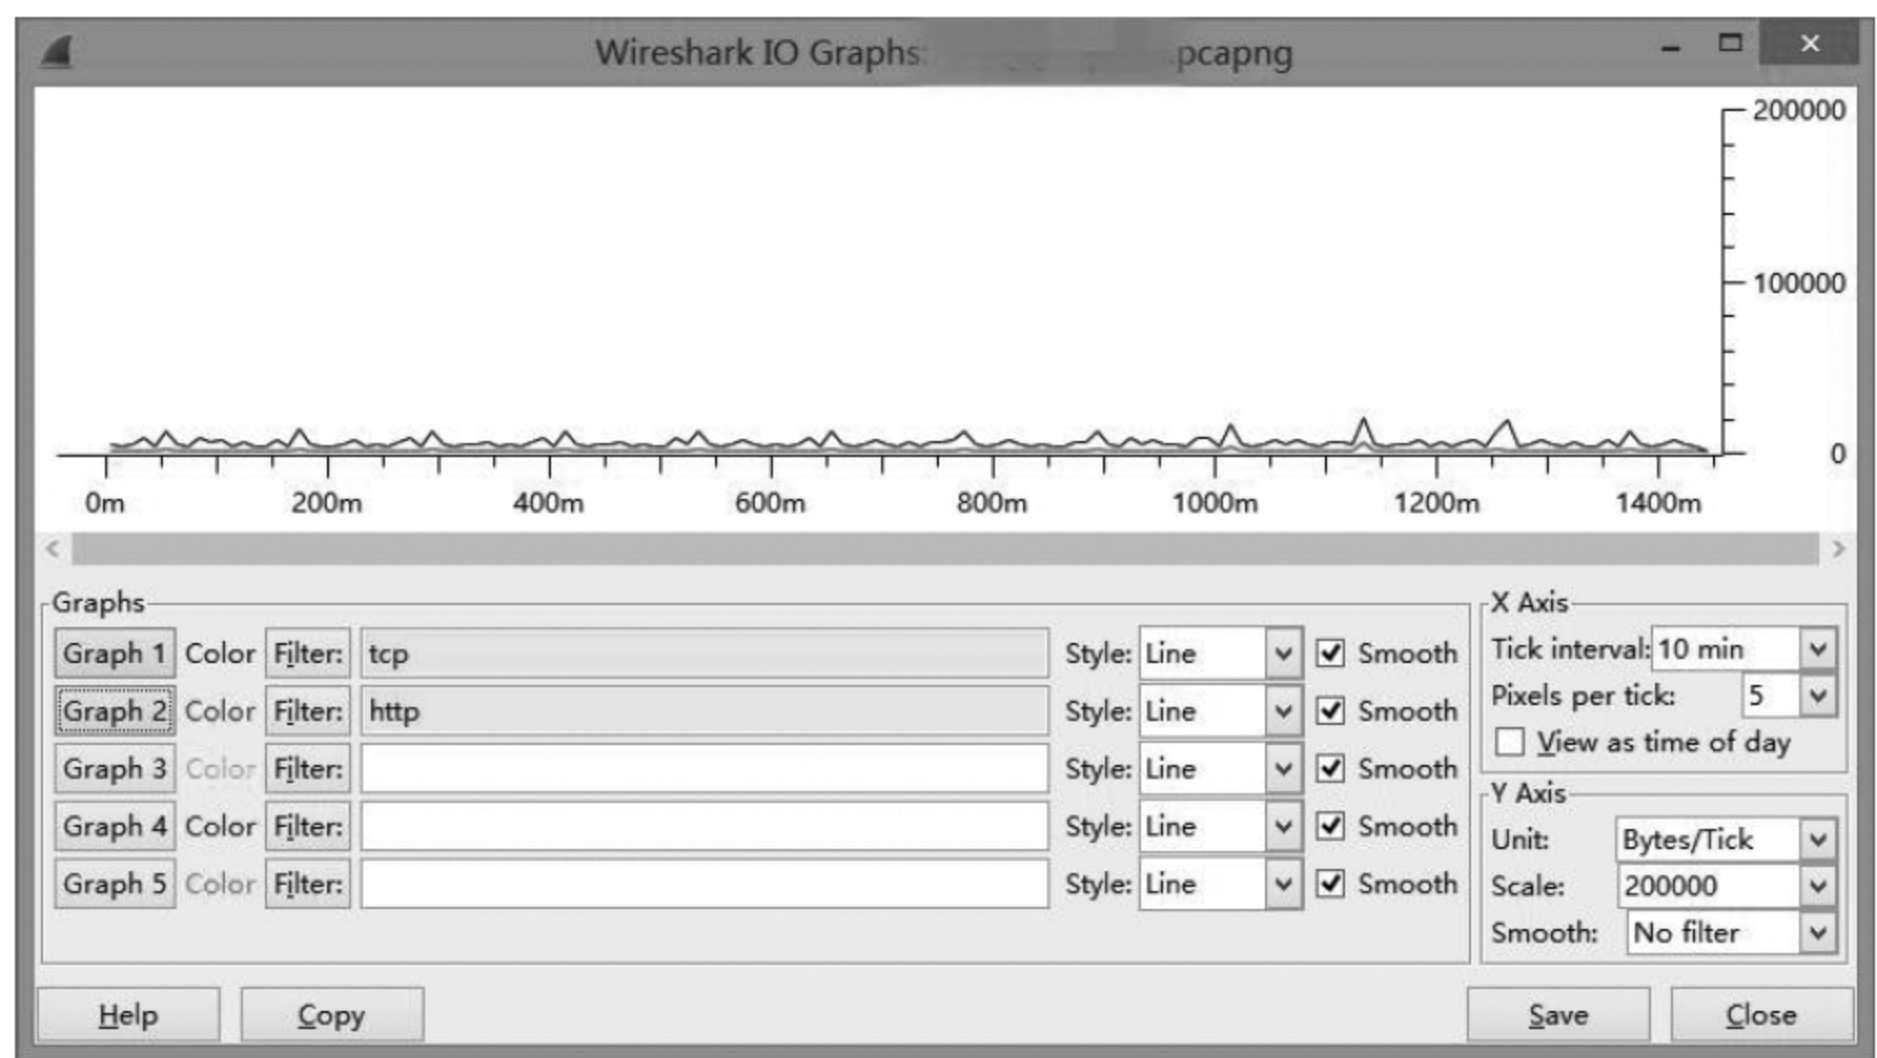 Wireshark IO Graphs: .pcapng
200000
100000
0
0m 200m 400m 600m 800m 1000m 1200m 1400m
Graphs
Graph 1 Color Filter: tcp Style: Line Smooth
Graph 2 Color Filter: http Style: Line Smooth
Graph 3 Color Filter: Style: Line Smooth
Graph 4 Color Filter: Style: Line Smooth
Graph 5 Color Filter: Style: Line Smooth
X Axis
Tick interval: 10 min
Pixels per tick: 5
View as time of day
Y Axis
Unit: Bytes/Tick
Scale: 200000
Smooth: No filter
Help Copy Save Close